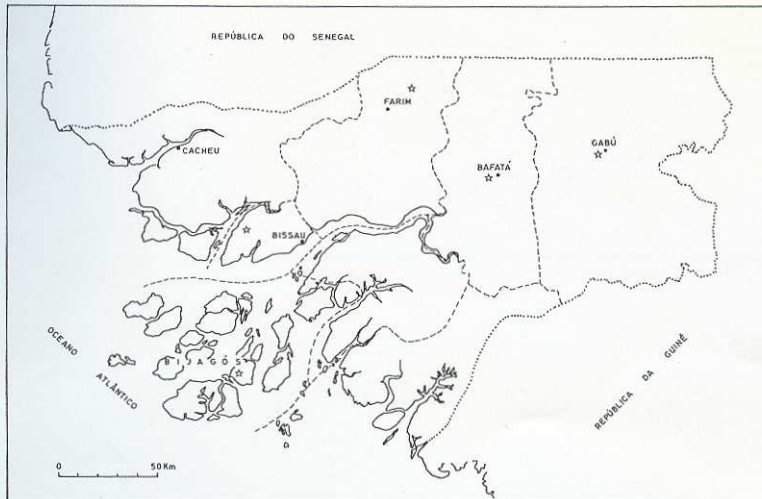 REPÚBLICA DO SENEGAL
FARIM
CACHEU
GABÚ
BAFATÁ
BISSAU
OCEANO
ATLÂNTICO
BIJAGÓS
REPÚBLICA DA GUINÉ
0 50 Km